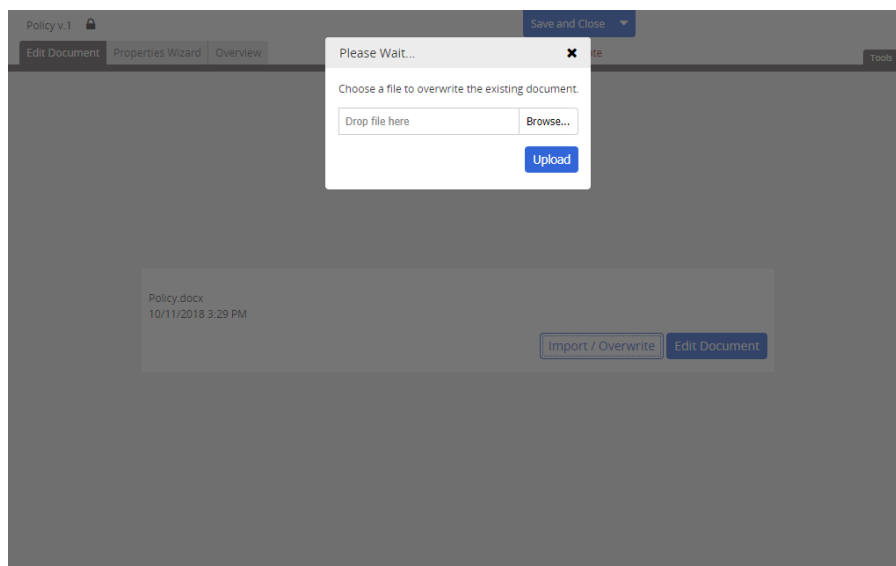 Policy v.1
Save and Close
Edit Document
Properties Wizard
Overview
Tools
Please Wait...
Choose a file to overwrite the existing document.
Drop file here
Browse...
Upload
Policy.docx
10/11/2018 3:29 PM
Import / Overwrite
Edit Document